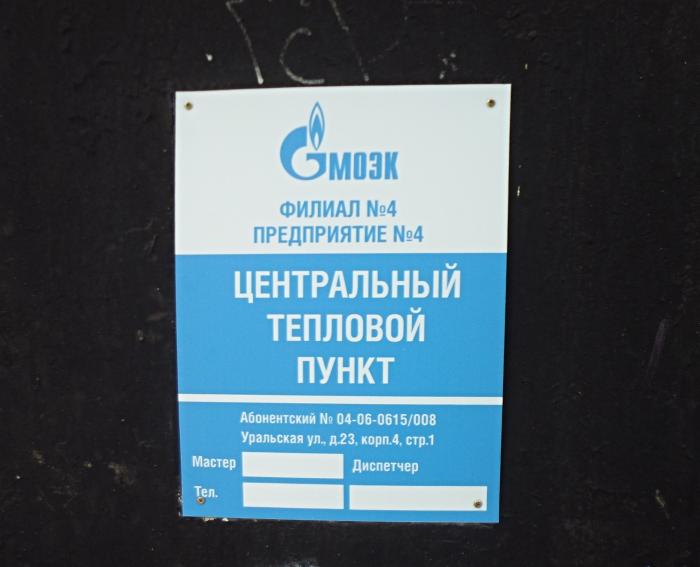 МОЭК
ФИЛИАЛ №4
ПРЕДПРИЯТИЕ №4
ЦЕНТРАЛЬНЫЙ
ТЕПЛОВОЙ
ПУНКТ
Абонентский № 04-06-0615/008
Уральская ул., д.23, корп.4, стр.1
Мастер Диспетчер
Тел.